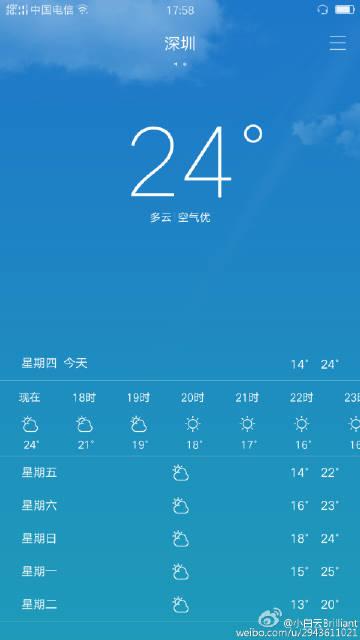 中国电信 17:58
深圳
24°
多云 空气优
星期四 今天 14° 24°
现在 18时 19时 20时 21时 22时 23时
24° 21° 19° 18° 17° 16° 16
星期五 14° 22°
星期六 16° 23°
星期日 18° 24°
星期一 15° 25°
星期二 13° 20°
@小白云Brilliant
weibo.com/u/2943611021